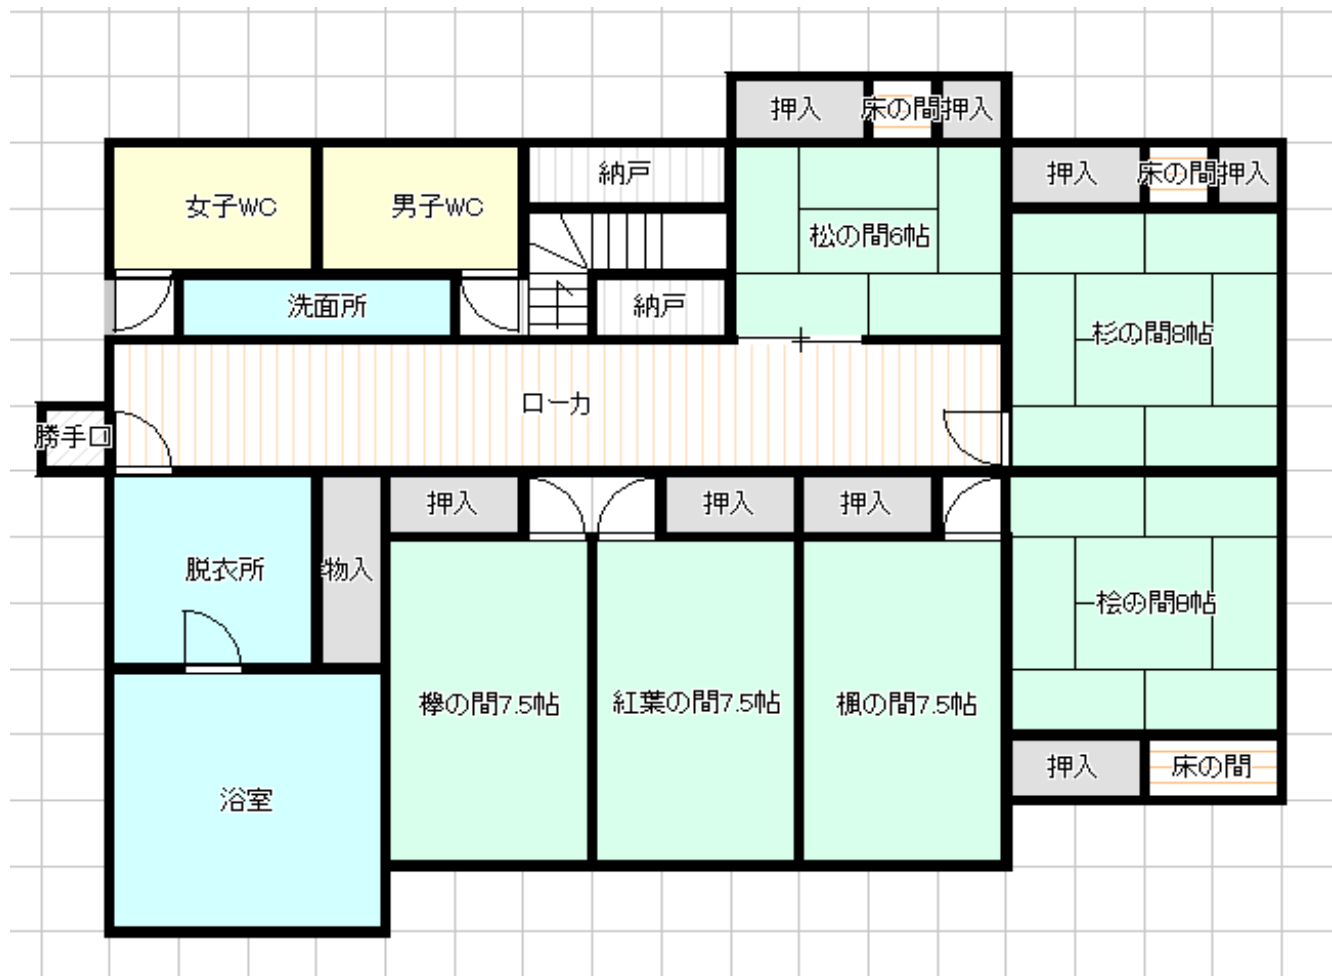 押入
床の間
押入
女子WC
男子WC
納戸
押入
床の間
押入
松の間6帖
洗面所
納戸
杉の間8帖
ローカ
勝手口
押入
押入
押入
脱衣所
物入
桧の間8帖
欅の間7.5帖
紅葉の間7.5帖
楓の間7.5帖
押入
床の間
浴室